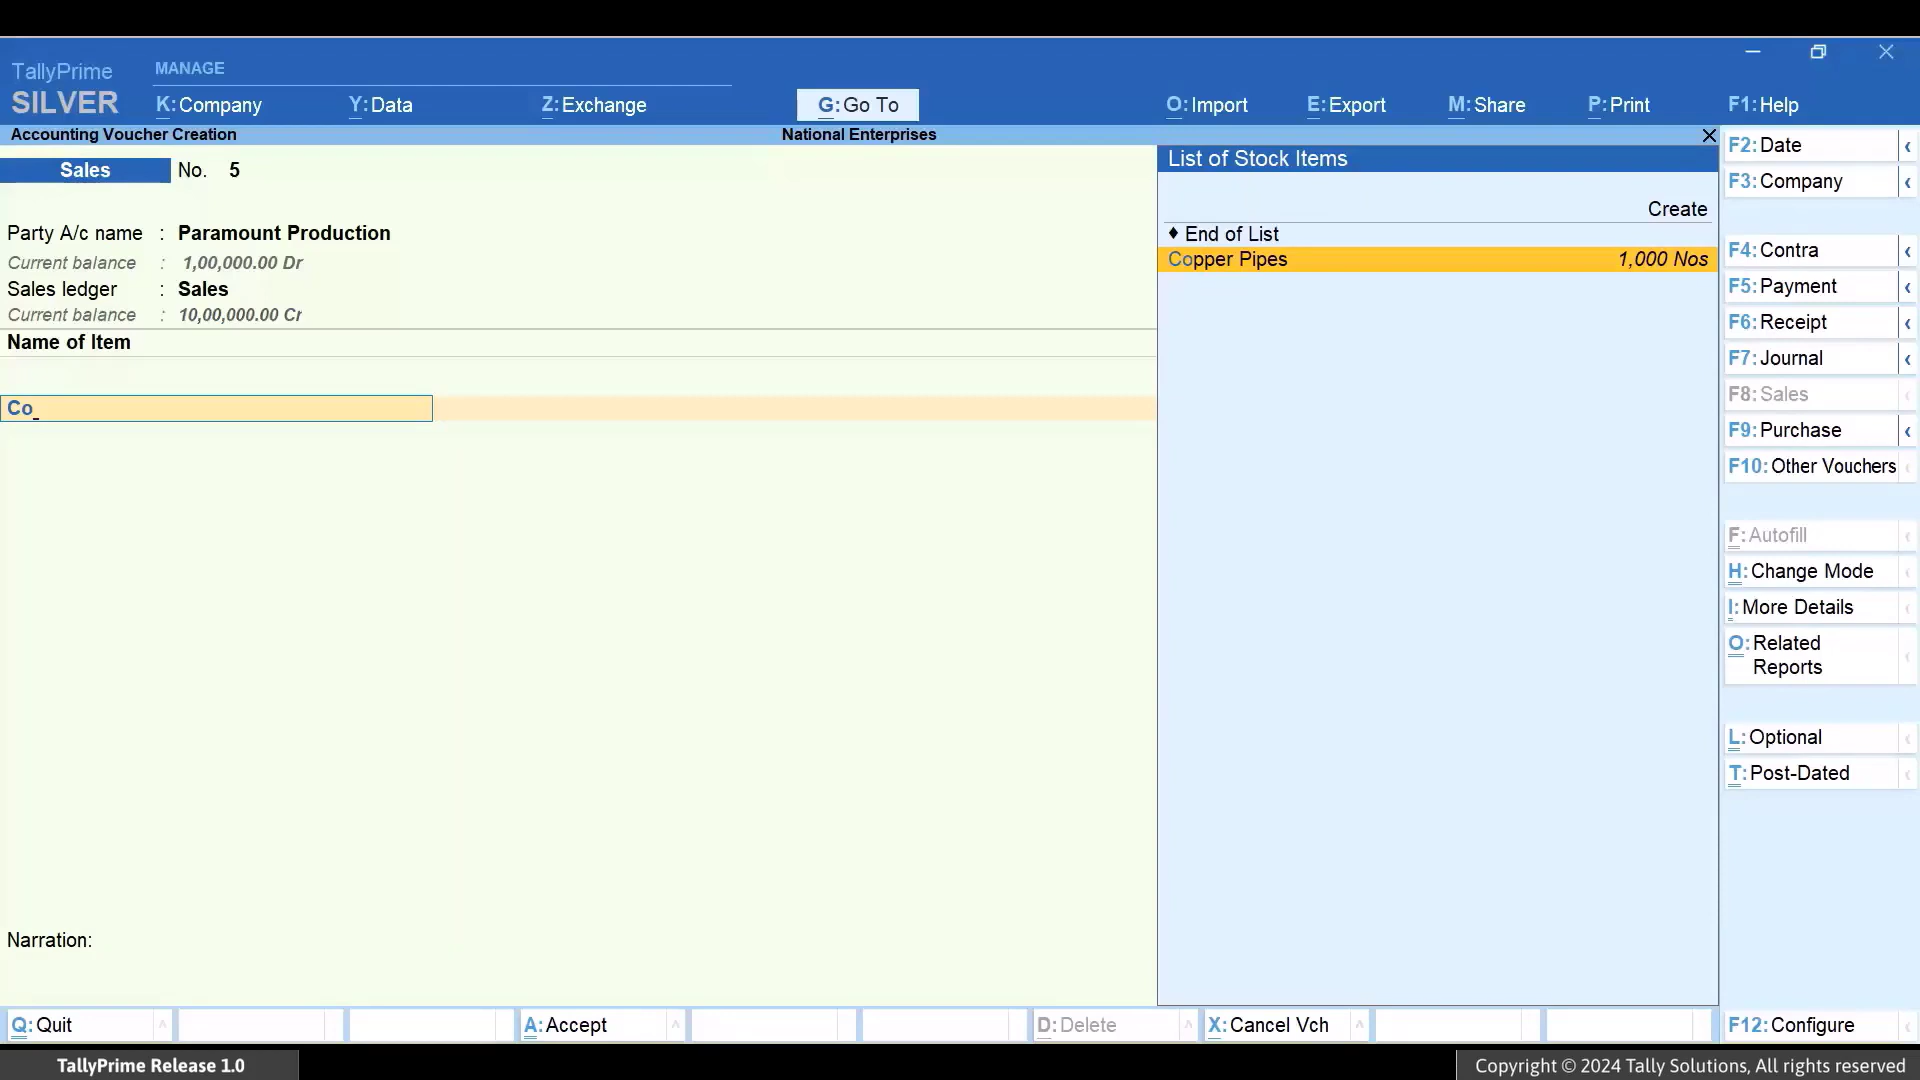 TallyPrime
SILVER
MANAGE
K:Company
Y:Data
Z:Exchange
G:Go To
O:Import
E:Export
M:Share
P:Print
F1:Help
Accounting Voucher Creation
National Enterprises
Sales
No. 5
Party A/c name : Paramount Production
Current balance : 1,00,000.00 Dr
Sales ledger : Sales
Current balance : 10,00,000.00 Cr
Name of Item
Co
Narration:
List of Stock Items
Create
♦ End of List
Copper Pipes 1,000 Nos
F2:Date
F3:Company
F4:Contra
F5:Payment
F6:Receipt
F7:Journal
F8:Sales
F9:Purchase
F10:Other Vouchers
F:Autofill
H:Change Mode
I:More Details
O:Related
Reports
L:Optional
T:Post-Dated
Q:Quit
A:Accept
D:Delete
X:Cancel Vch
F12:Configure
TallyPrime Release 1.0
Copyright © 2024 Tally Solutions, All rights reserved